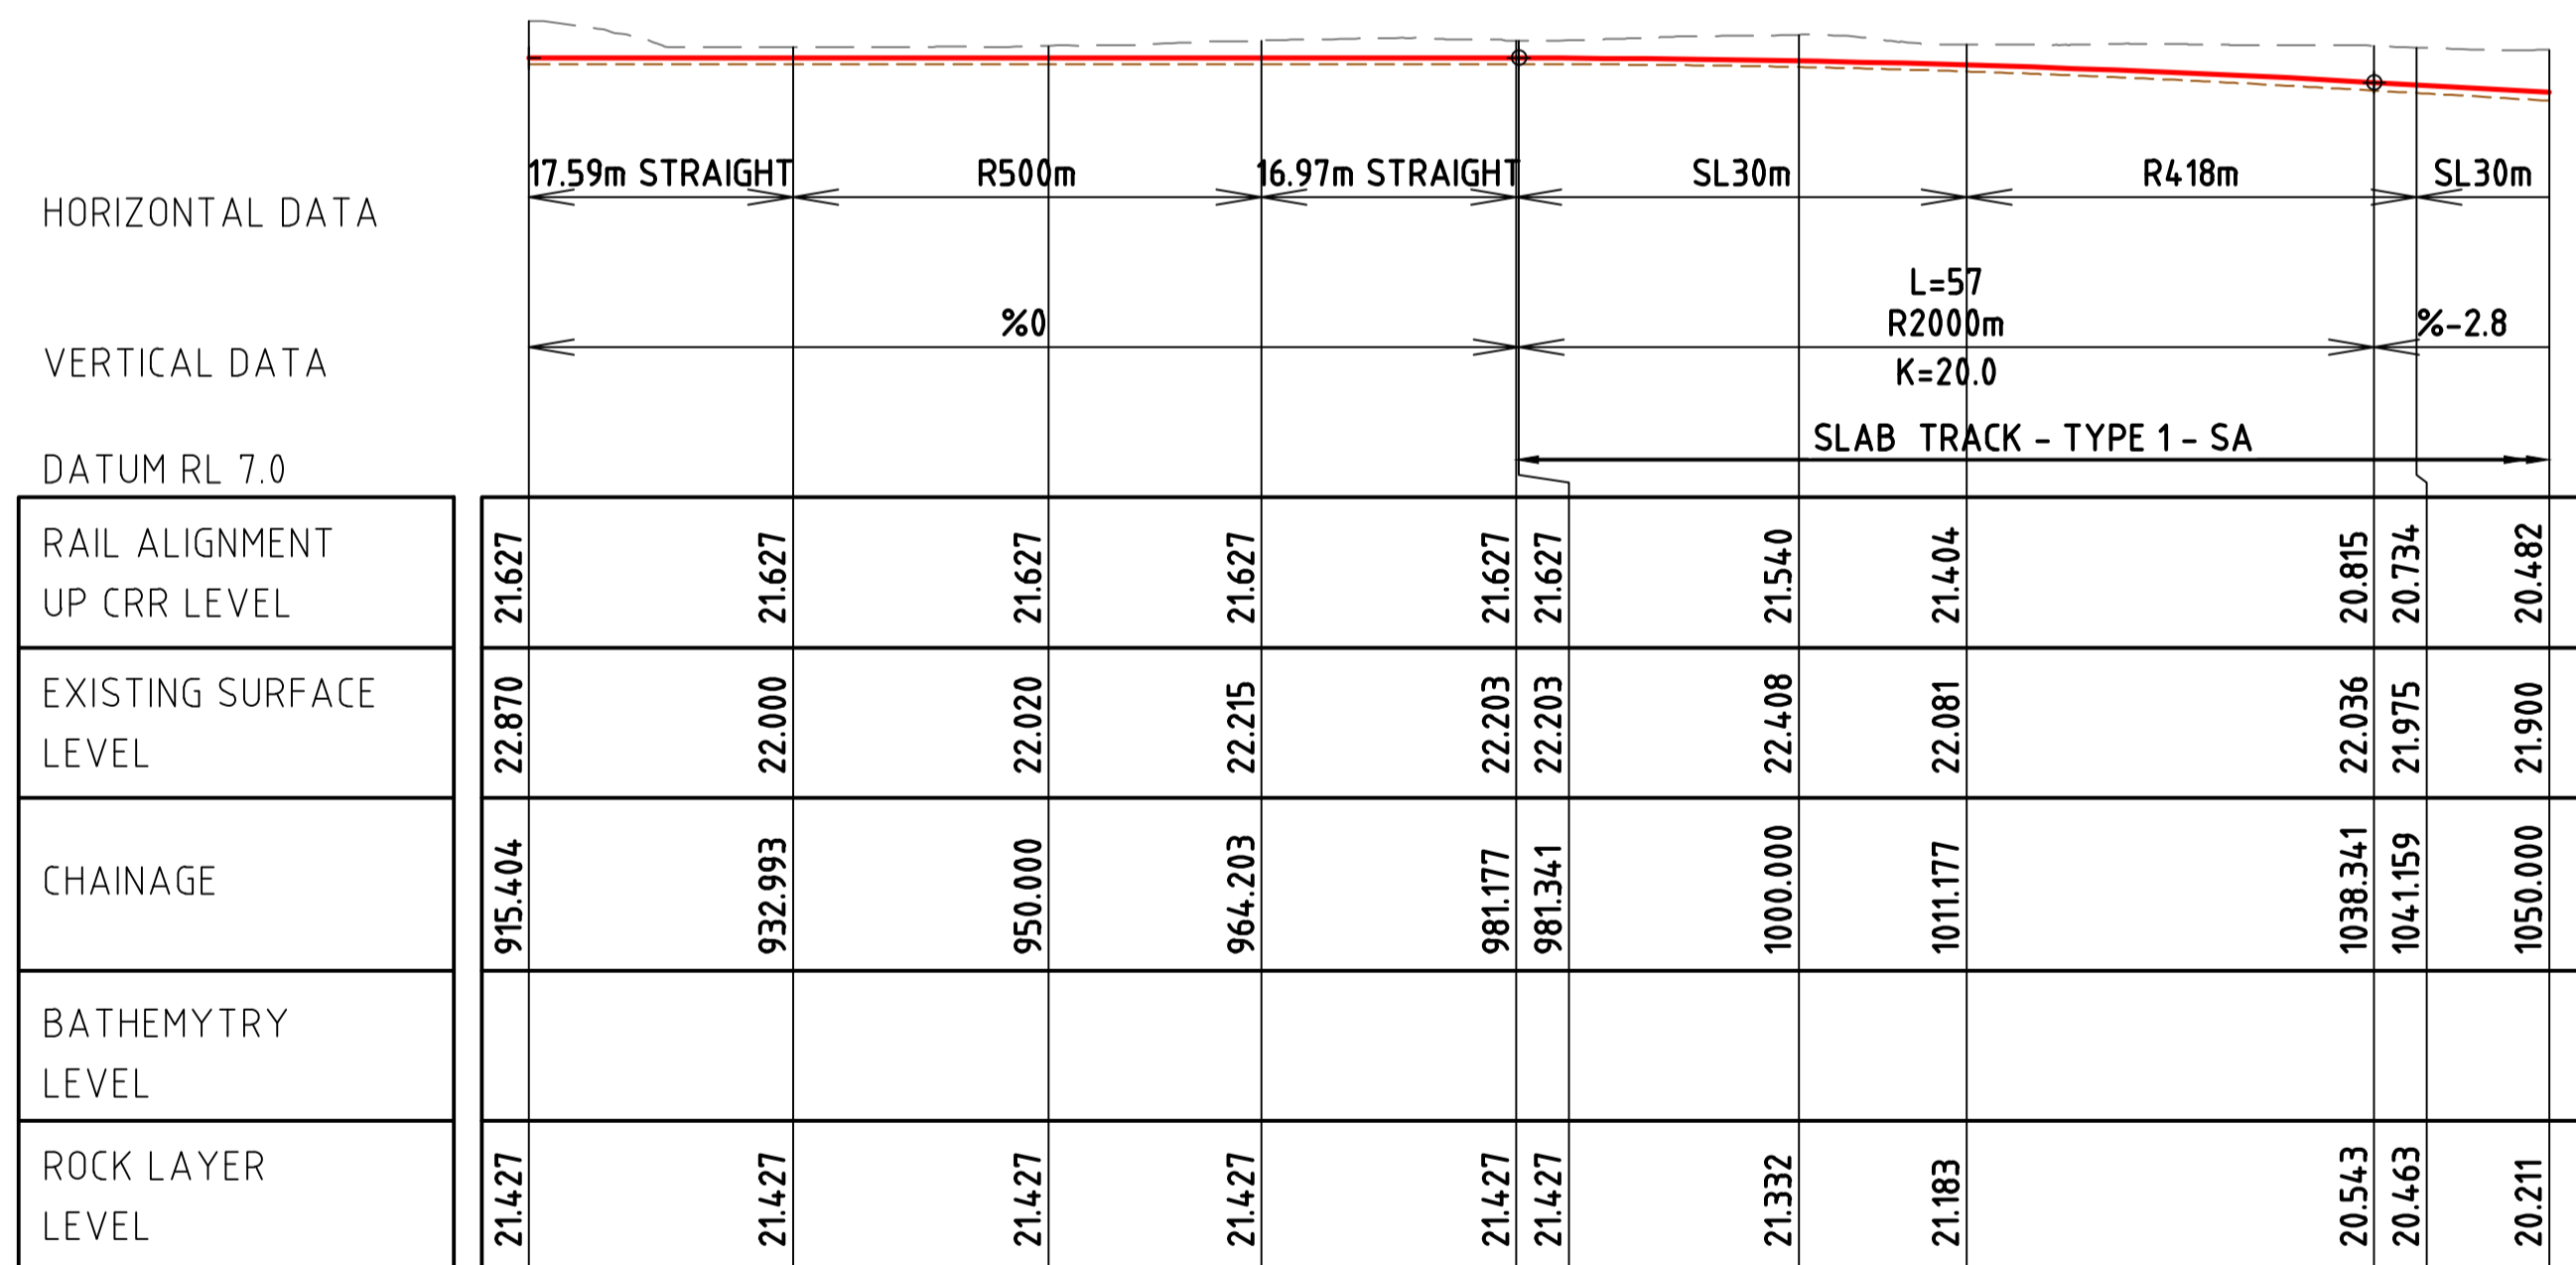 17.59m STRAIGHT R500m 16.97m STRAIGHT SL30m R418m SL30m
HORIZONTAL DATA
L=57
%0 R2000m %-2.8
VERTICAL DATA
K=20.0
SLAB TRACK - TYPE 1 - SA
DATUM RL 7.0
RAIL ALIGNMENT
UP CRR LEVEL
21.627 21.627 21.627 21.627 21.627 21.627 21.540 21.404 20.815 20.734 20.482
EXISTING SURFACE
LEVEL
22.870 22.000 22.020 22.215 22.203 22.203 22.408 22.081 22.036 21.975 21.900
CHAINAGE
915.404 932.993 950.000 964.203 981.177 981.341 1000.000 1011.177 1038.341 1041.159 1050.000
BATHEMYTRY
LEVEL
ROCK LAYER
LEVEL
21.427 21.427 21.427 21.427 21.427 21.427 21.332 21.183 20.543 20.463 20.211